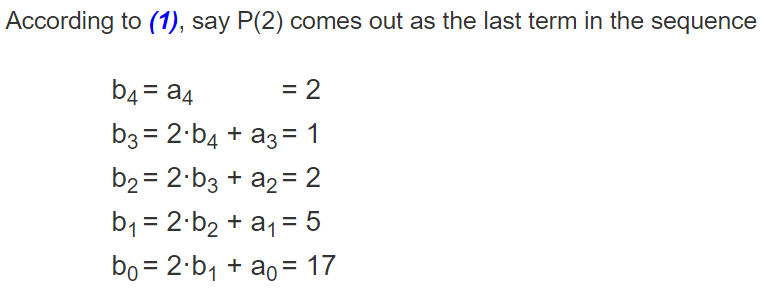 According to (1), say P(2) comes out as the last term in the sequence
b₄ = a₄ = 2
b₃ = 2·b₄ + a₃ = 1
b₂ = 2·b₃ + a₂ = 2
b₁ = 2·b₂ + a₁ = 5
b₀ = 2·b₁ + a₀ = 17